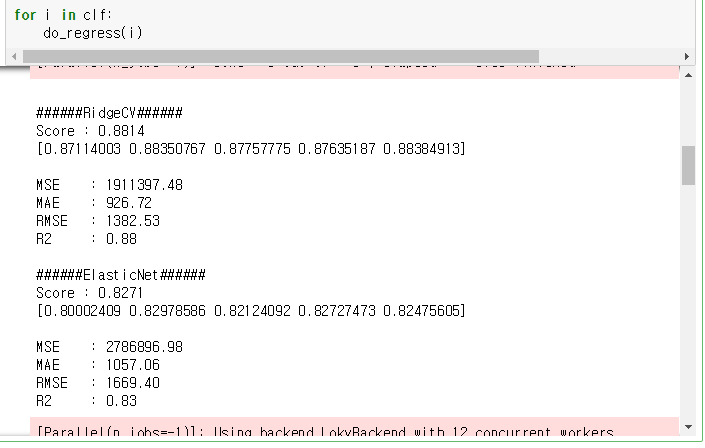 for i in clf:
do_regress(i)
######RidgeCV######
Score : 0.8814
[0.87114003 0.88350767 0.87757775 0.87635187 0.88384913]
MSE : 1911397.48
MAE : 926.72
RMSE : 1382.53
R2 : 0.88
######ElasticNet######
Score : 0.8271
[0.80002409 0.82978586 0.82124092 0.82727473 0.82475605]
MSE : 2786896.98
MAE : 1057.06
RMSE : 1669.40
R2 : 0.83
[Parallel(n_jobs=-1)]: Using backend LokyBackend with 12 concurrent workers